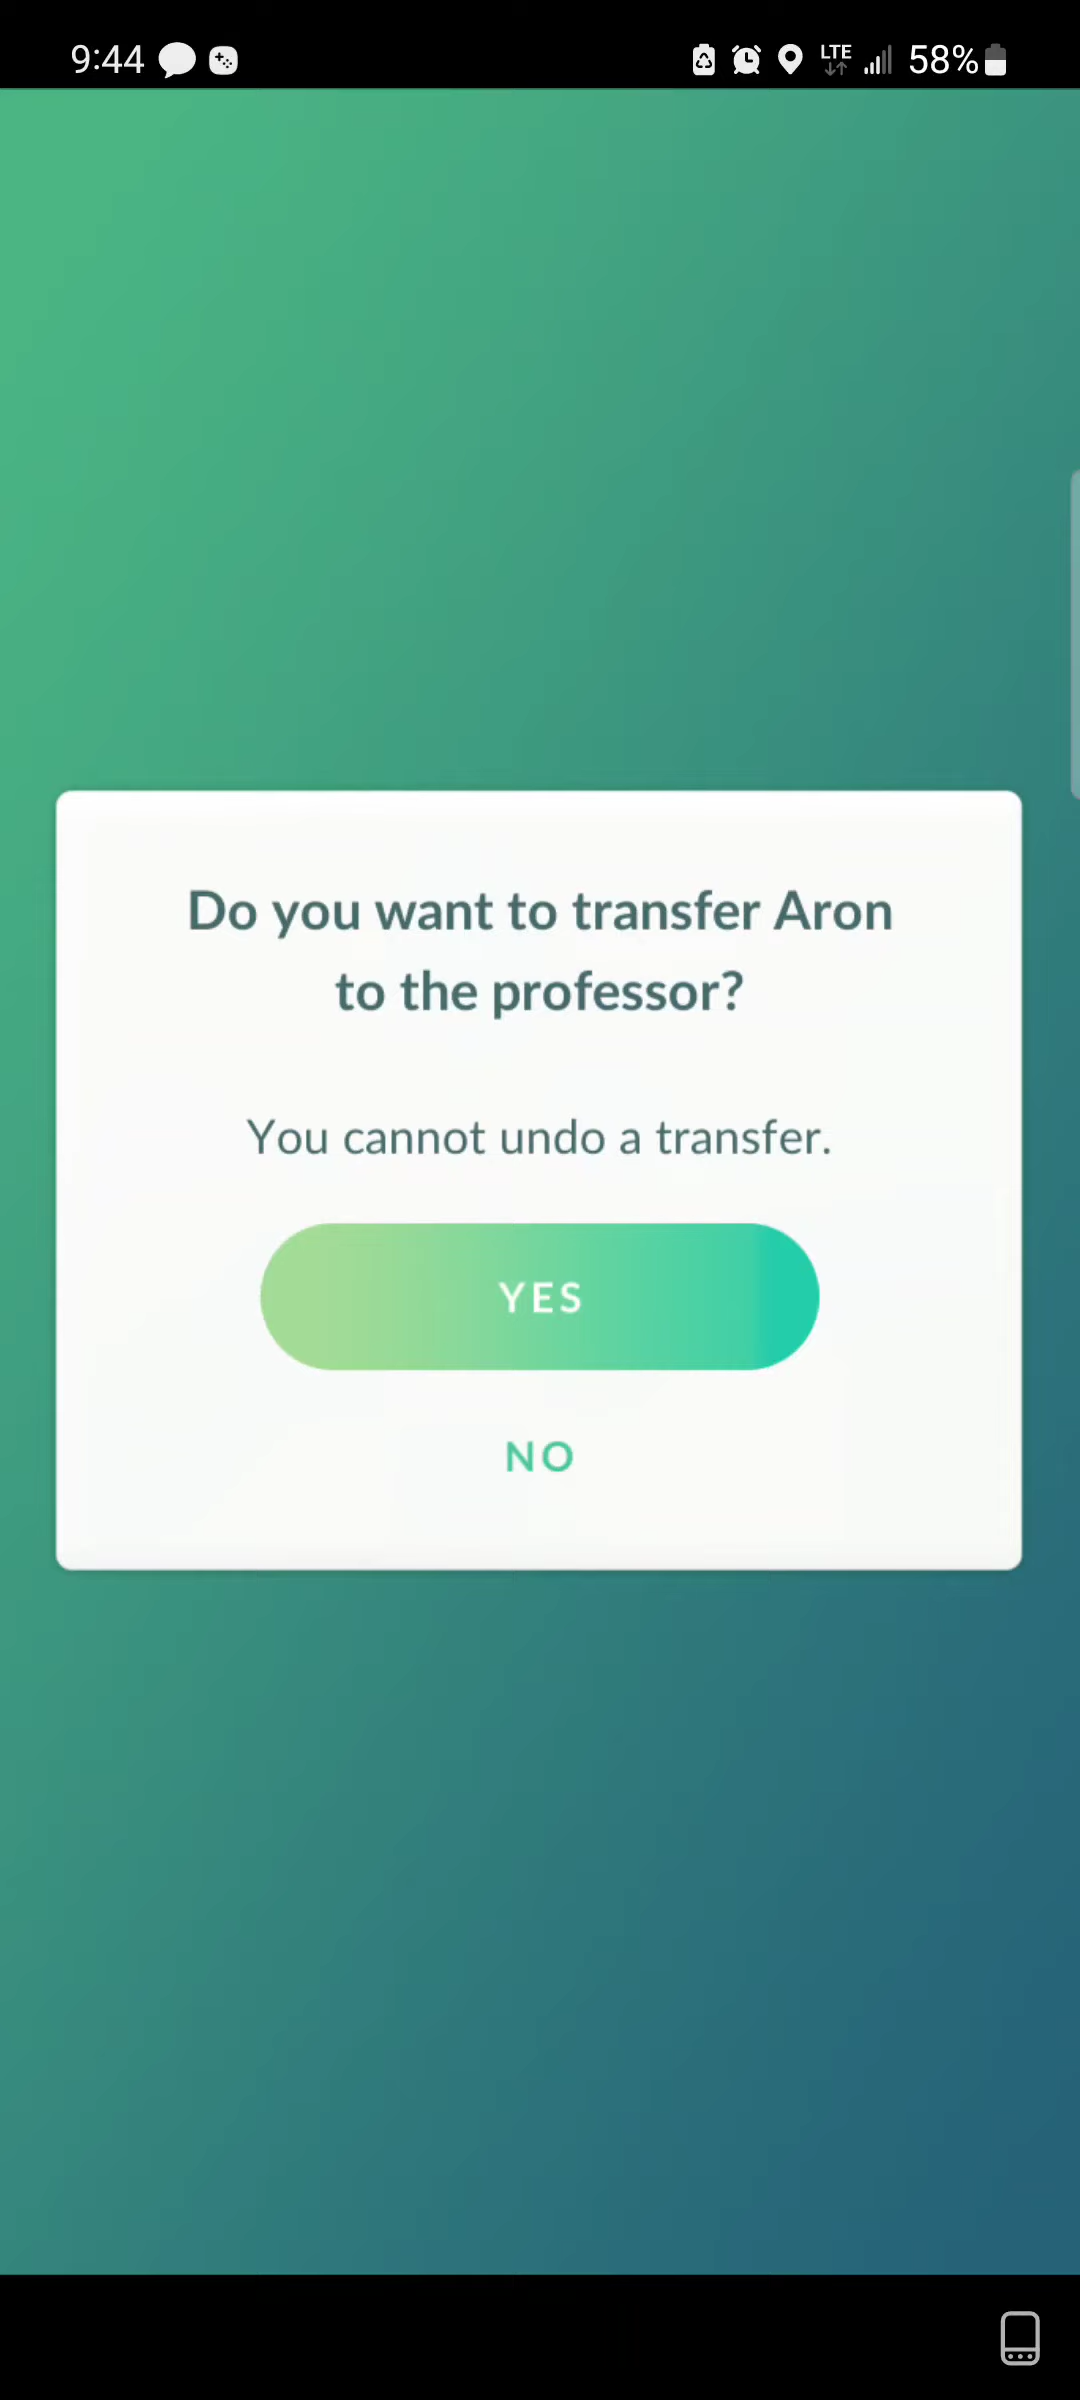 9:44
LTE
58%
Do you want to transfer Aron
to the professor?
You cannot undo a transfer.
YES
NO